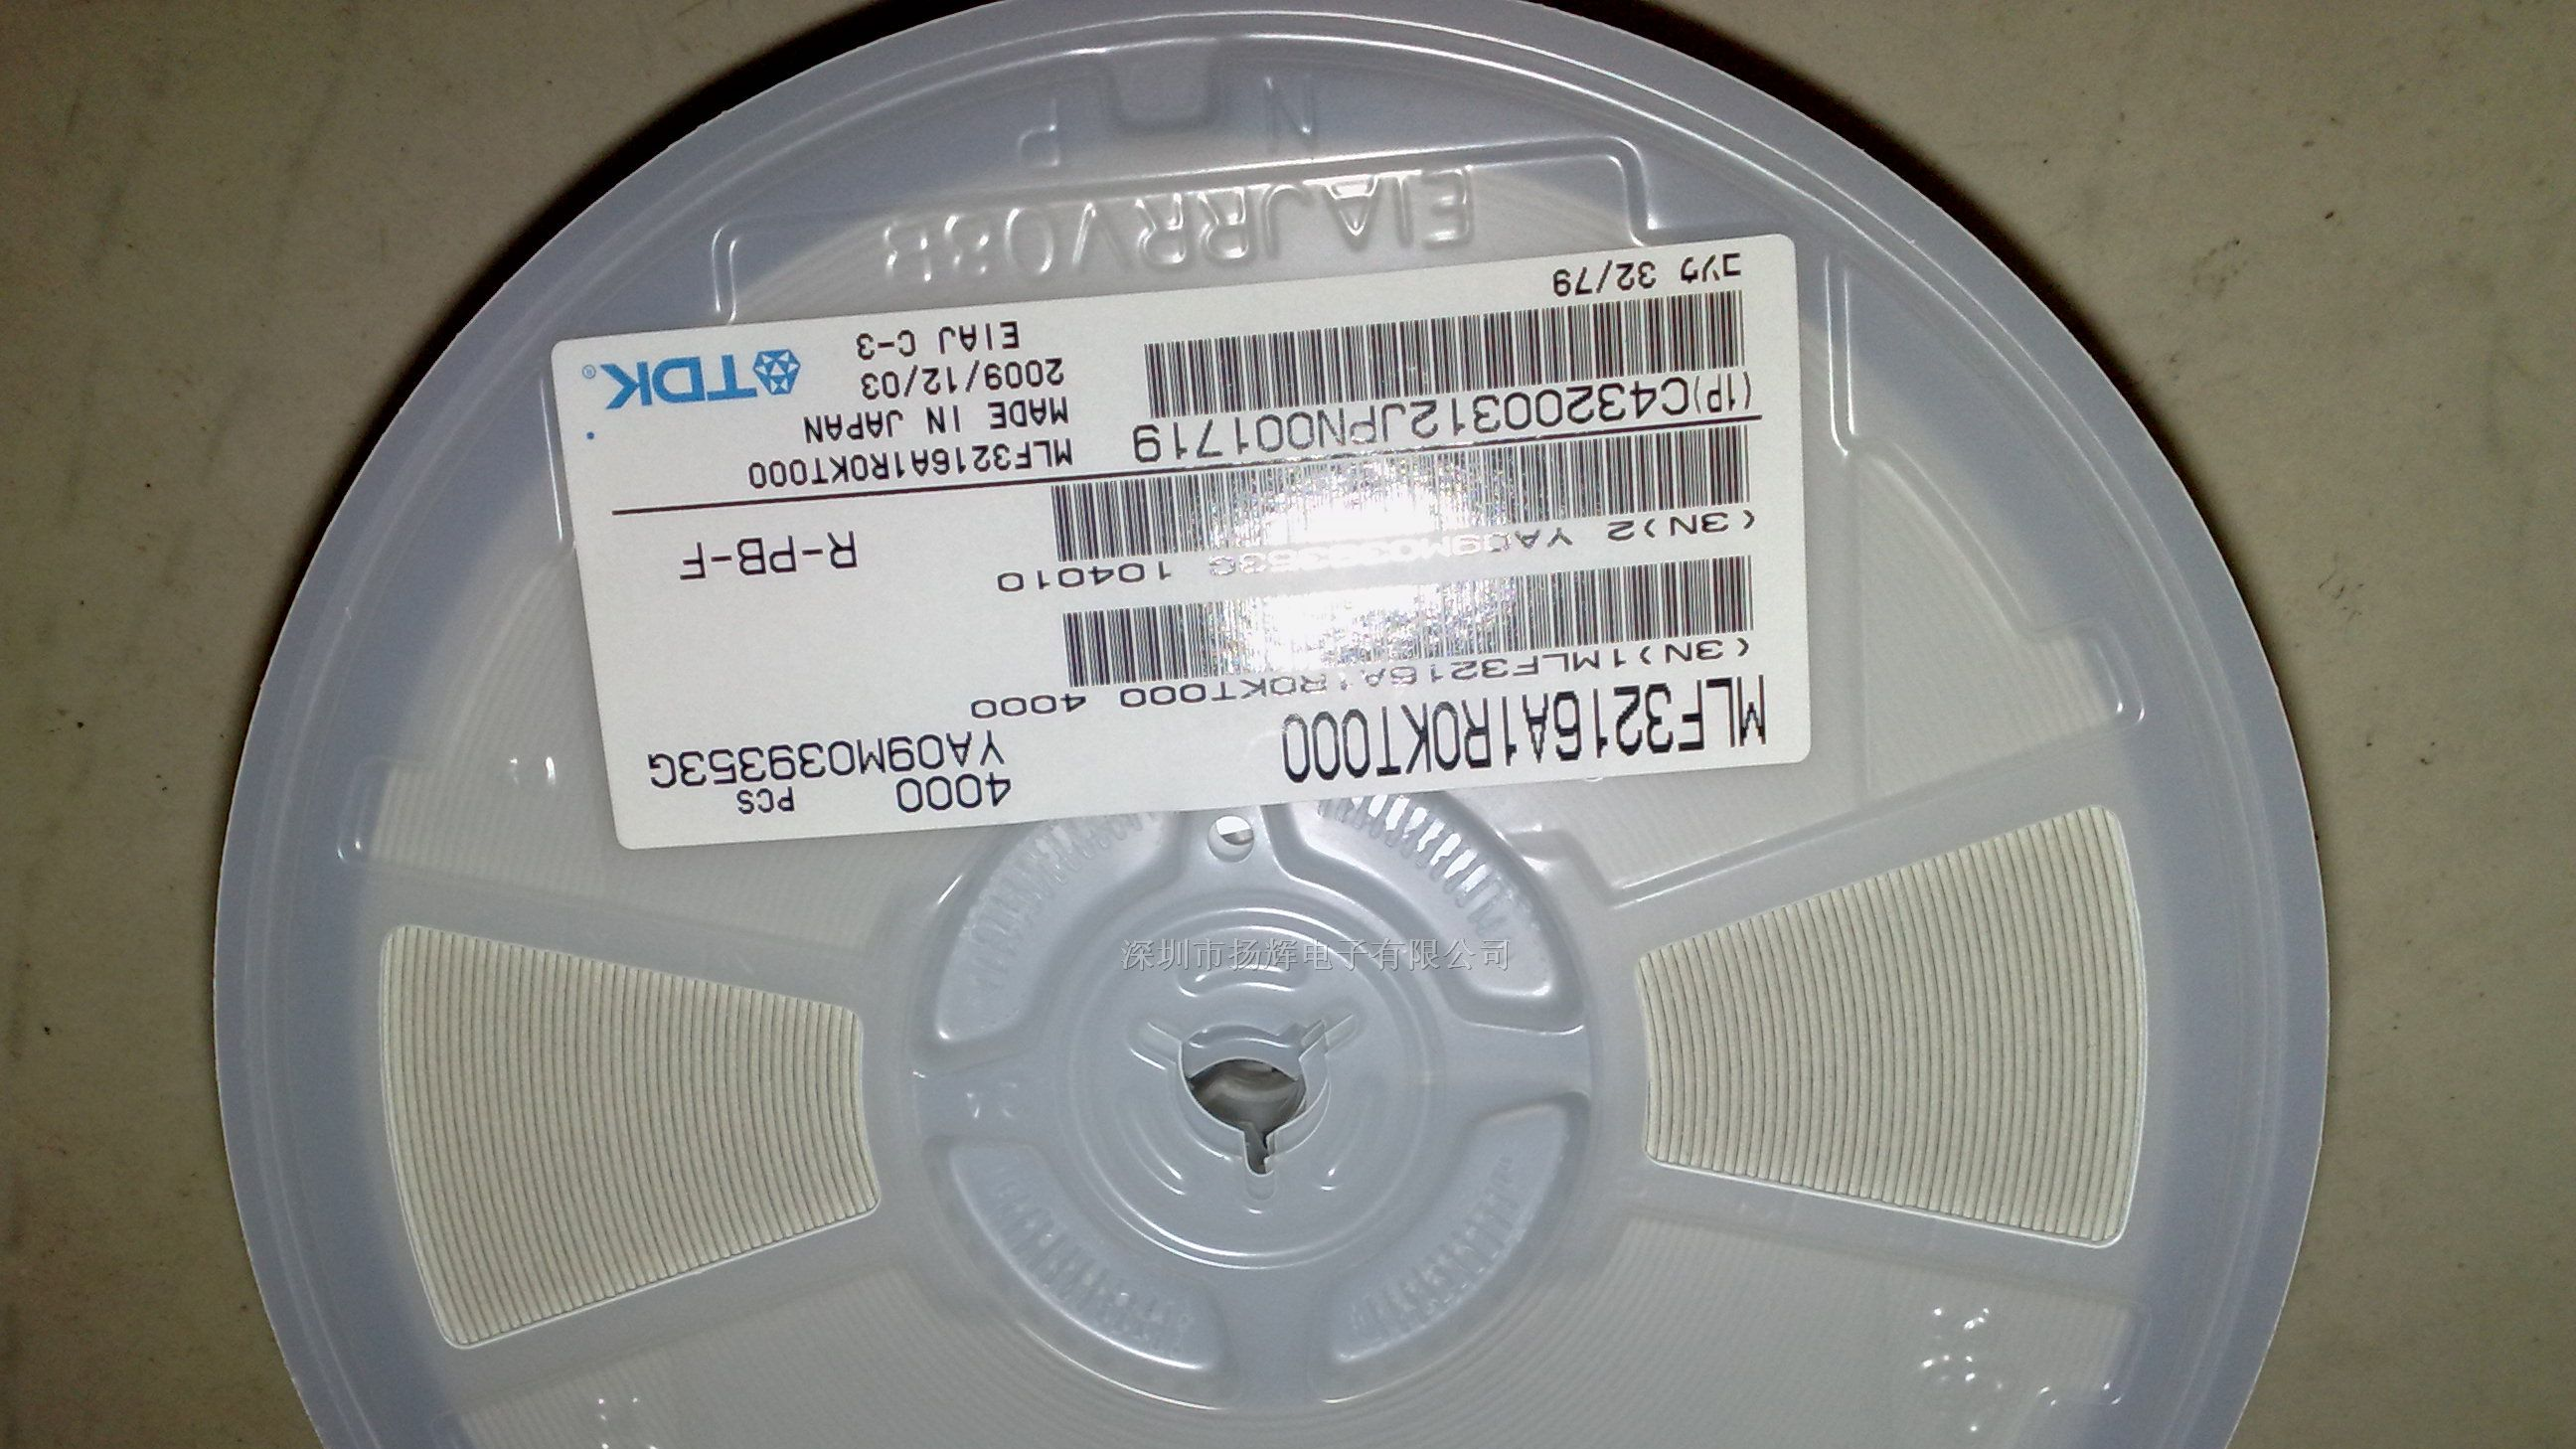 MLF3216A1R0KT000
4000 PCS
YA09M039353G
(3N)1MLF3216A1R0KT000 4000
(3N)2 YA09M039353G 104010
R-PB-F
(1P)C43200312JPN001719
MLF3216A1R0KT000
MADE IN JAPAN
2009/12/03
EIAJ C-3
TDK®
コソウ 32/79
EIAJRRV08B
N P
深圳市扬辉电子有限公司